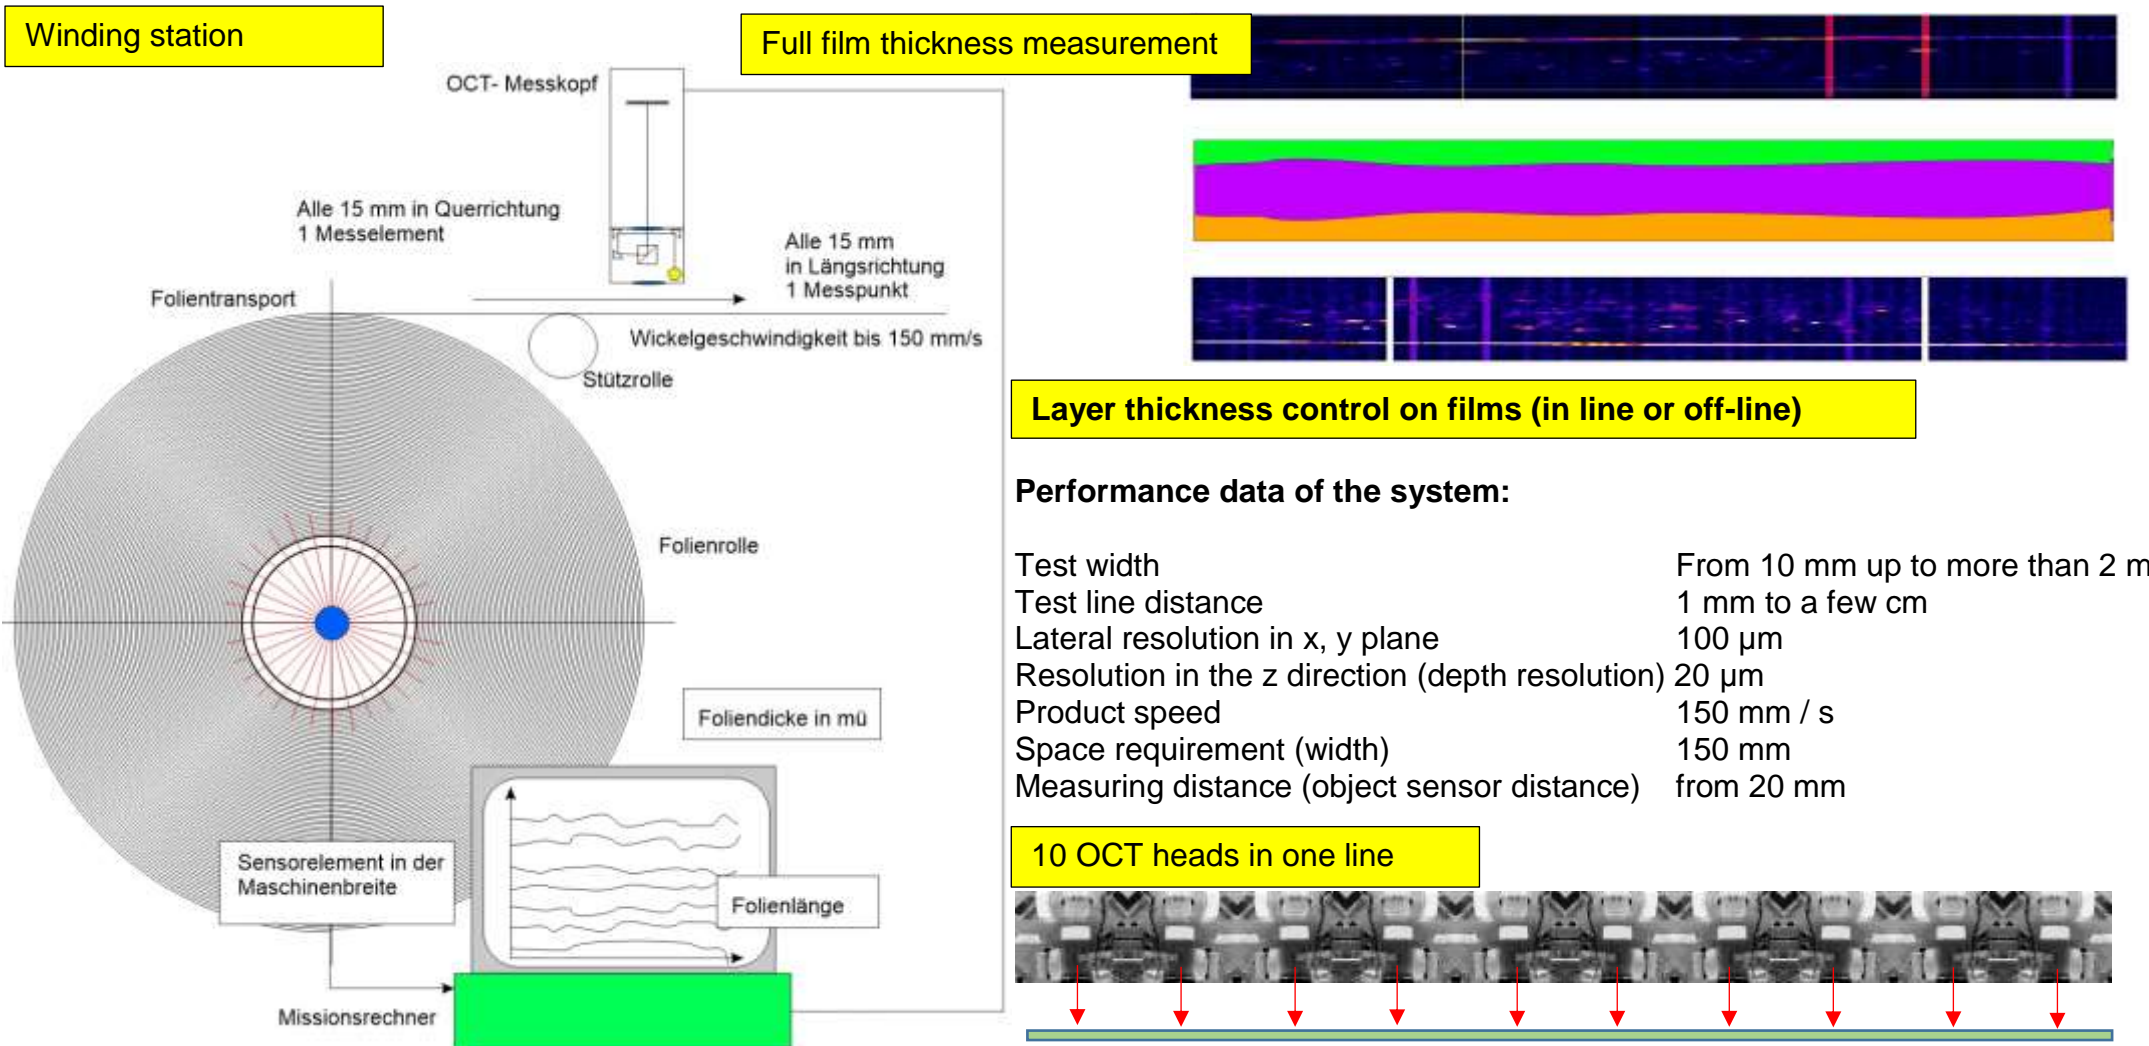 Winding station
Full film thickness measurement
OCT- Messkopf
Alle 15 mm in Querrichtung
1 Messelement
Alle 15 mm
in Längsrichtung
1 Messpunkt
Folientransport
Wickelgeschwindigkeit bis 150 mm/s
Stützrolle
Folienrolle
Foliendicke in mü
Sensorelement in der
Maschinenbreite
Folienlänge
Missionsrechner
Layer thickness control on films (in line or off-line)
Performance data of the system:
Test width From 10 mm up to more than 2 m
Test line distance 1 mm to a few cm
Lateral resolution in x, y plane 100 µm
Resolution in the z direction (depth resolution) 20 µm
Product speed 150 mm / s
Space requirement (width) 150 mm
Measuring distance (object sensor distance) from 20 mm
10 OCT heads in one line